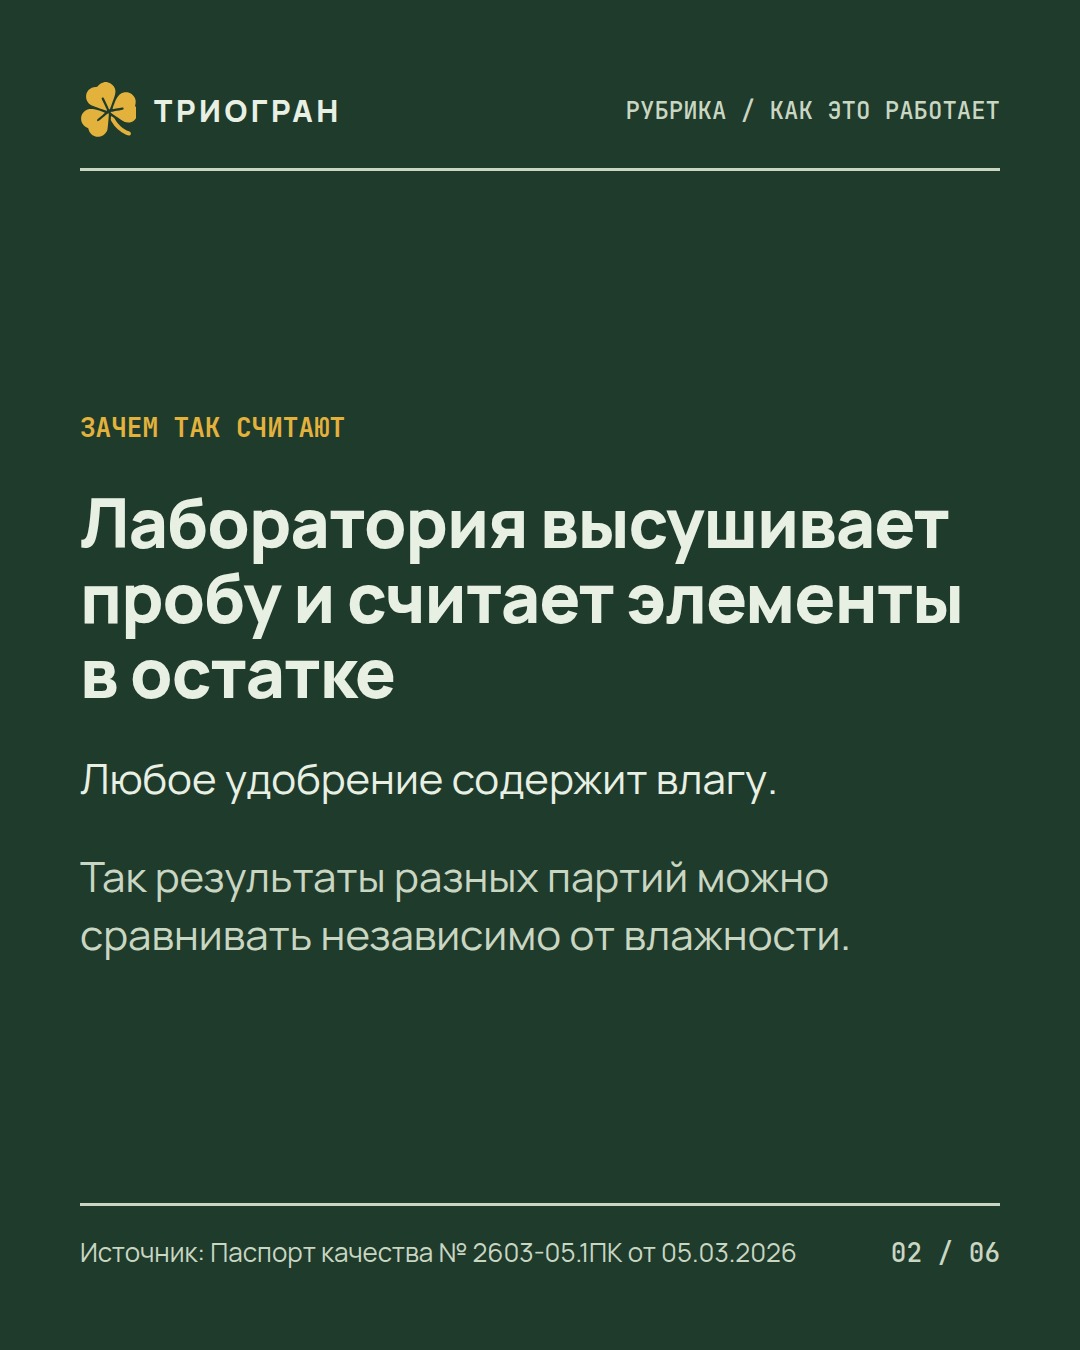 ТРИОГРАН
РУБРИКА / КАК ЭТО РАБОТАЕТ
ЗАЧЕМ ТАК СЧИТАЮТ
Лаборатория высушивает
пробу и считает элементы
в остатке
Любое удобрение содержит влагу.
Так результаты разных партий можно
сравнивать независимо от влажности.
Источник: Паспорт качества № 2603-05.1ПК от 05.03.2026
02 / 06